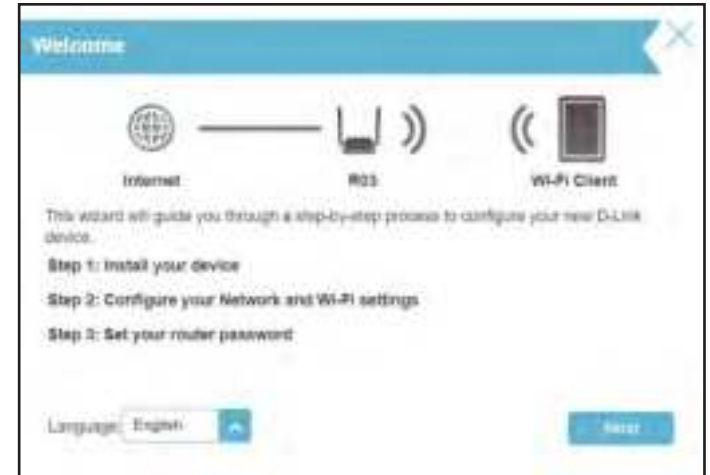 Welcome
Internet
R03
Wi-Fi Client
This wizard will guide you through a step-by-step process to configure your new D-Link
device.
Step 1: Install your device
Step 2: Configure your Network and Wi-Fi settings
Step 3: Set your router password
Language: English
Next